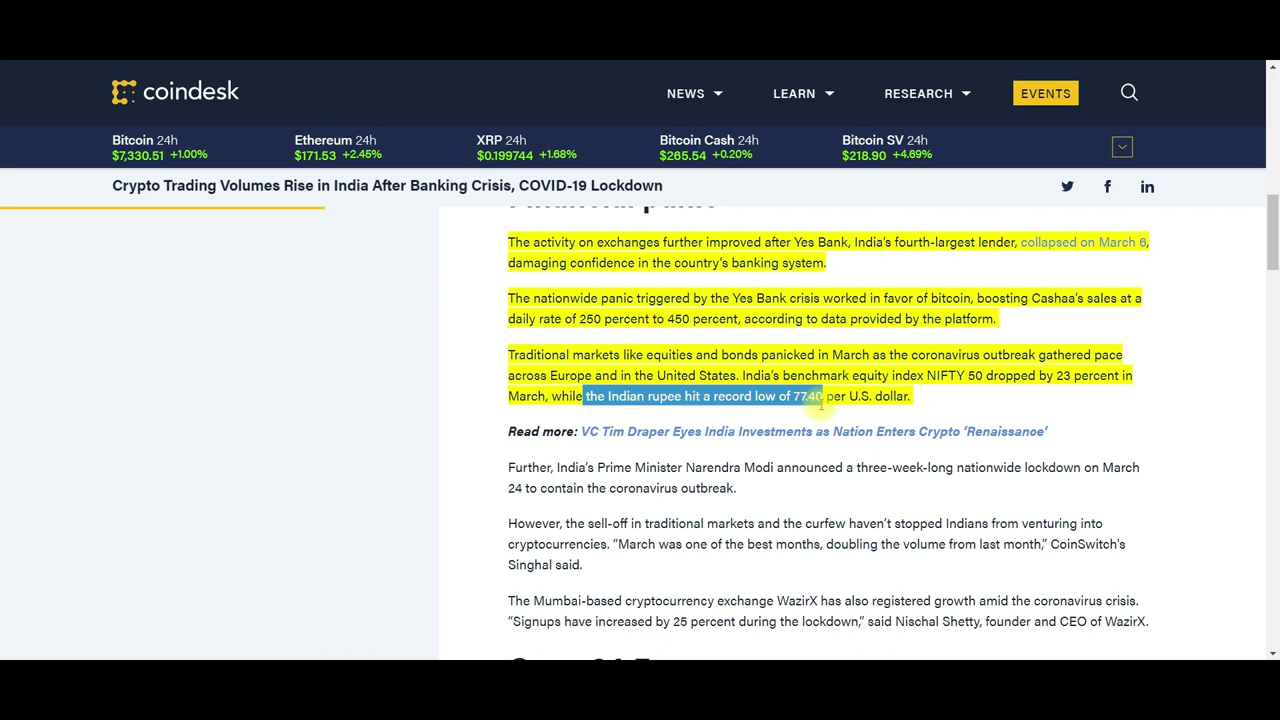 coindesk
NEWS LEARN RESEARCH EVENTS
Bitcoin 24h Ethereum 24h XRP 24h Bitcoin Cash 24h Bitcoin SV 24h
$7,330.51 +1.00% $171.53 +2.45% $0.199744 +1.68% $265.54 +0.20% $218.90 +4.69%
Crypto Trading Volumes Rise in India After Banking Crisis, COVID-19 Lockdown
The activity on exchanges further improved after Yes Bank, India's fourth-largest lender, collapsed on March 6,
damaging confidence in the country's banking system.
The nationwide panic triggered by the Yes Bank crisis worked in favor of bitcoin, boosting Cashaa's sales at a
daily rate of 250 percent to 450 percent, according to data provided by the platform.
Traditional markets like equities and bonds panicked in March as the coronavirus outbreak gathered pace
across Europe and in the United States. India's benchmark equity index NIFTY 50 dropped by 23 percent in
March, while the Indian rupee hit a record low of 77.40 per U.S. dollar.
Read more: VC Tim Draper Eyes India Investments as Nation Enters Crypto 'Renaissance'
Further, India's Prime Minister Narendra Modi announced a three-week-long nationwide lockdown on March
24 to contain the coronavirus outbreak.
However, the sell-off in traditional markets and the curfew haven't stopped Indians from venturing into
cryptocurrencies. "March was one of the best months, doubling the volume from last month," CoinSwitch's
Singhal said.
The Mumbai-based cryptocurrency exchange WazirX has also registered growth amid the coronavirus crisis.
"Signups have increased by 25 percent during the lockdown," said Nischal Shetty, founder and CEO of WazirX.